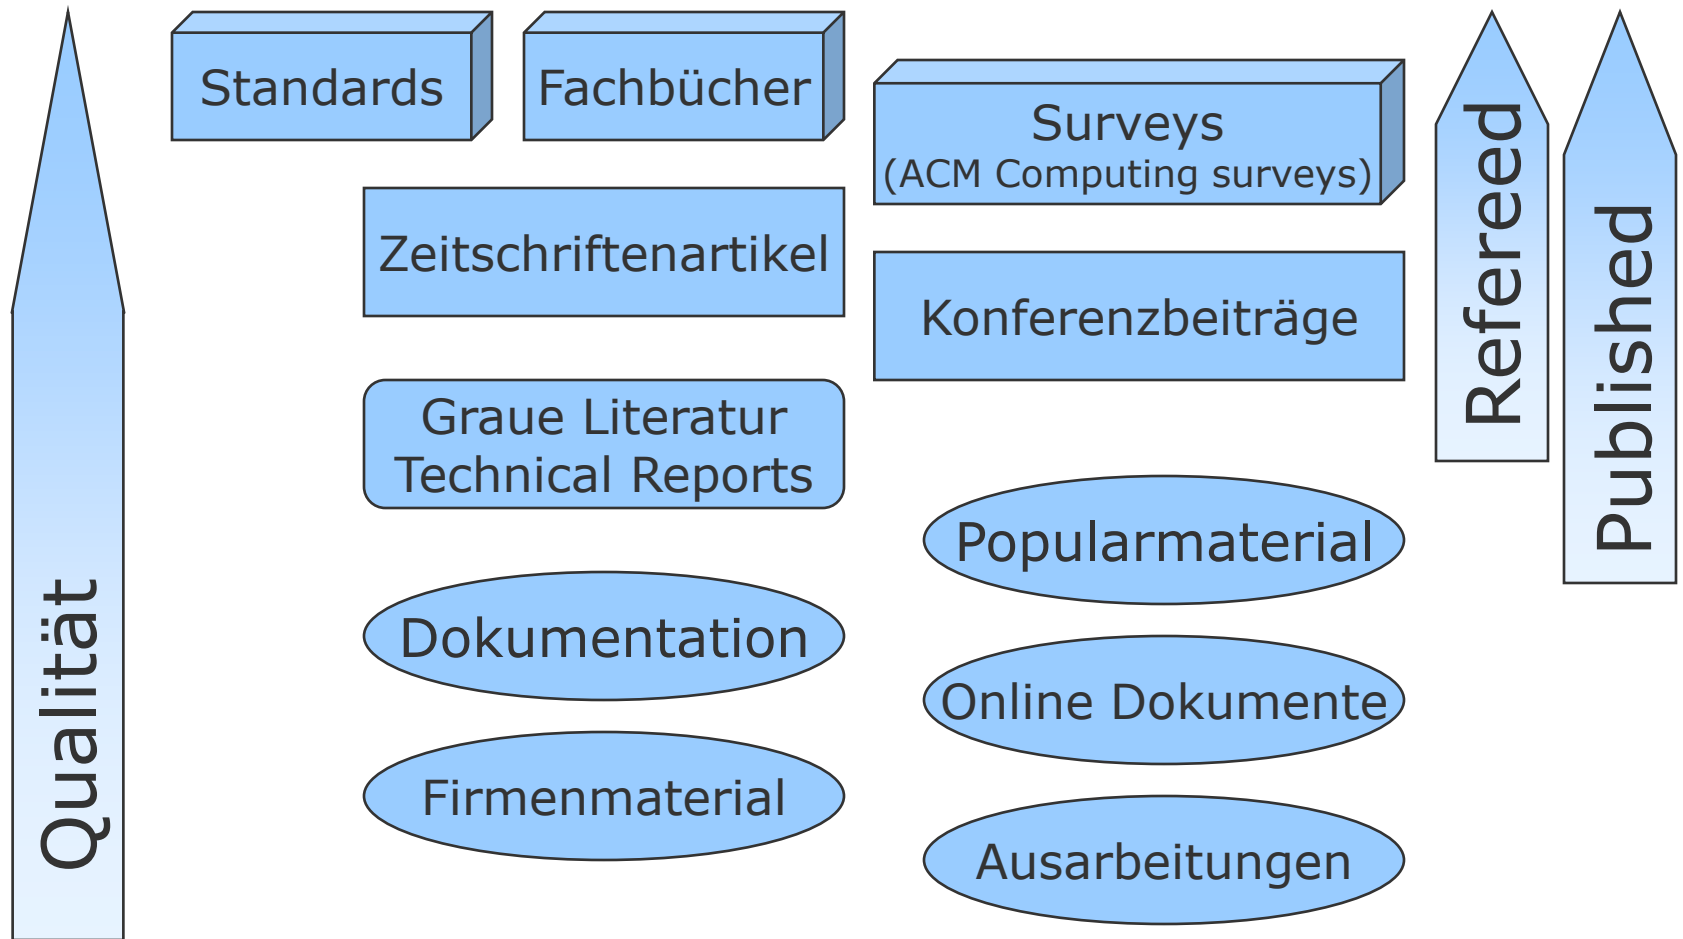 Standards
Fachbücher
Surveys
(ACM Computing surveys)
Zeitschriftenartikel
Konferenzbeiträge
Graue Literatur
Technical Reports
Popularmaterial
Dokumentation
Online Dokumente
Firmenmaterial
Ausarbeitungen
Qualität
Refereed
Published